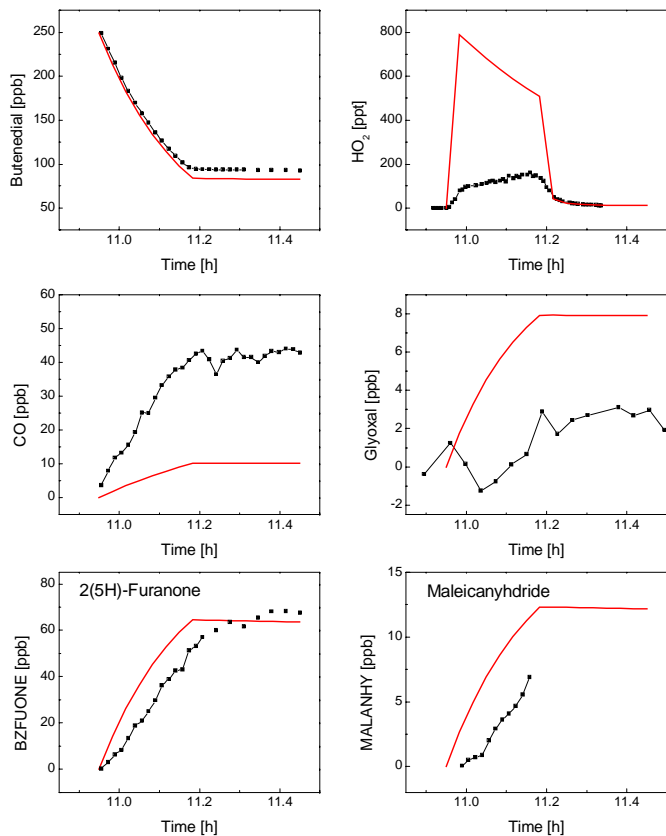 250
200
150
100
50
Butenedial [ppb]
11.0 11.2 11.4
Time [h]
800
600
400
200
0
HO2 [ppt]
11.0 11.2 11.4
Time [h]
60
50
40
30
20
10
0
CO [ppb]
11.0 11.2 11.4
Time [h]
8
6
4
2
0
-2
Glyoxal [ppb]
11.0 11.2 11.4
Time [h]
2(5H)-Furanone
80
60
40
20
0
BZFUONE [ppb]
11.0 11.2 11.4
Time [h]
Maleicanyhdride
15
10
5
0
MALANHY [ppb]
11.0 11.2 11.4
Time [h]